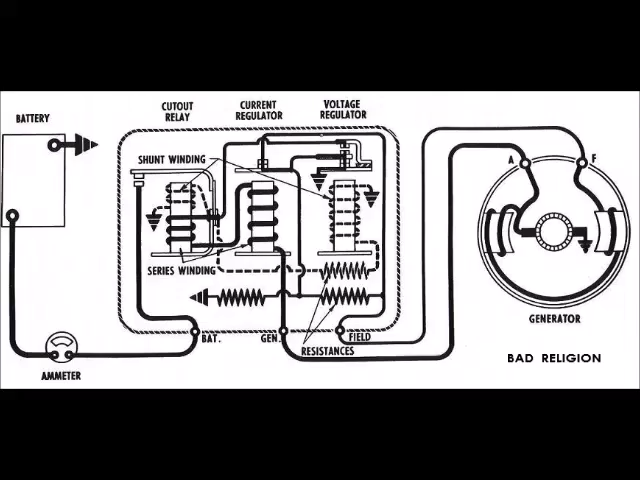 BATTERY
CUTOUT
RELAY
CURRENT
REGULATOR
VOLTAGE
REGULATOR
SHUNT WINDING
SERIES WINDING
A
F
BAT.
GEN.
FIELD
RESISTANCES
AMMETER
GENERATOR
BAD RELIGION